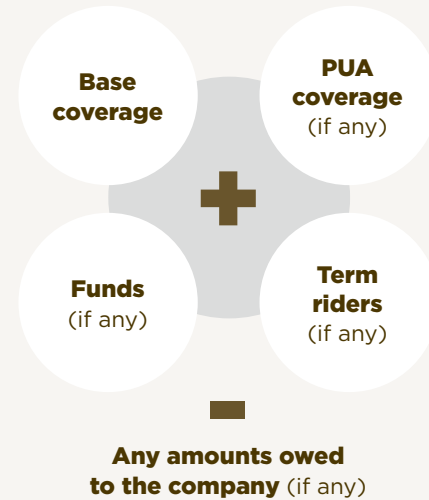 Base
coverage
PUA
coverage
(if any)
+
Funds
(if any)
Term
riders
(if any)
–
Any amounts owed
to the company (if any)